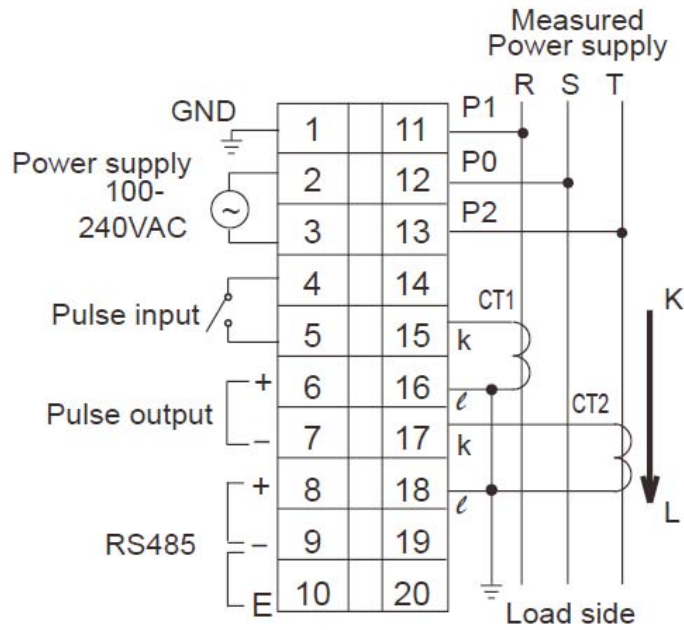 Measured
Power supply
R S T
GND
1 11 P1
Power supply
100-
240VAC
~
2 12 P0
3 13 P2
Pulse input
4 14
5 15 k CT1
Pulse output
+ 6 16 ℓ
− 7 17 k CT2
RS485
+ 8 18 ℓ
− 9 19
E 10 20
K
L
Load side